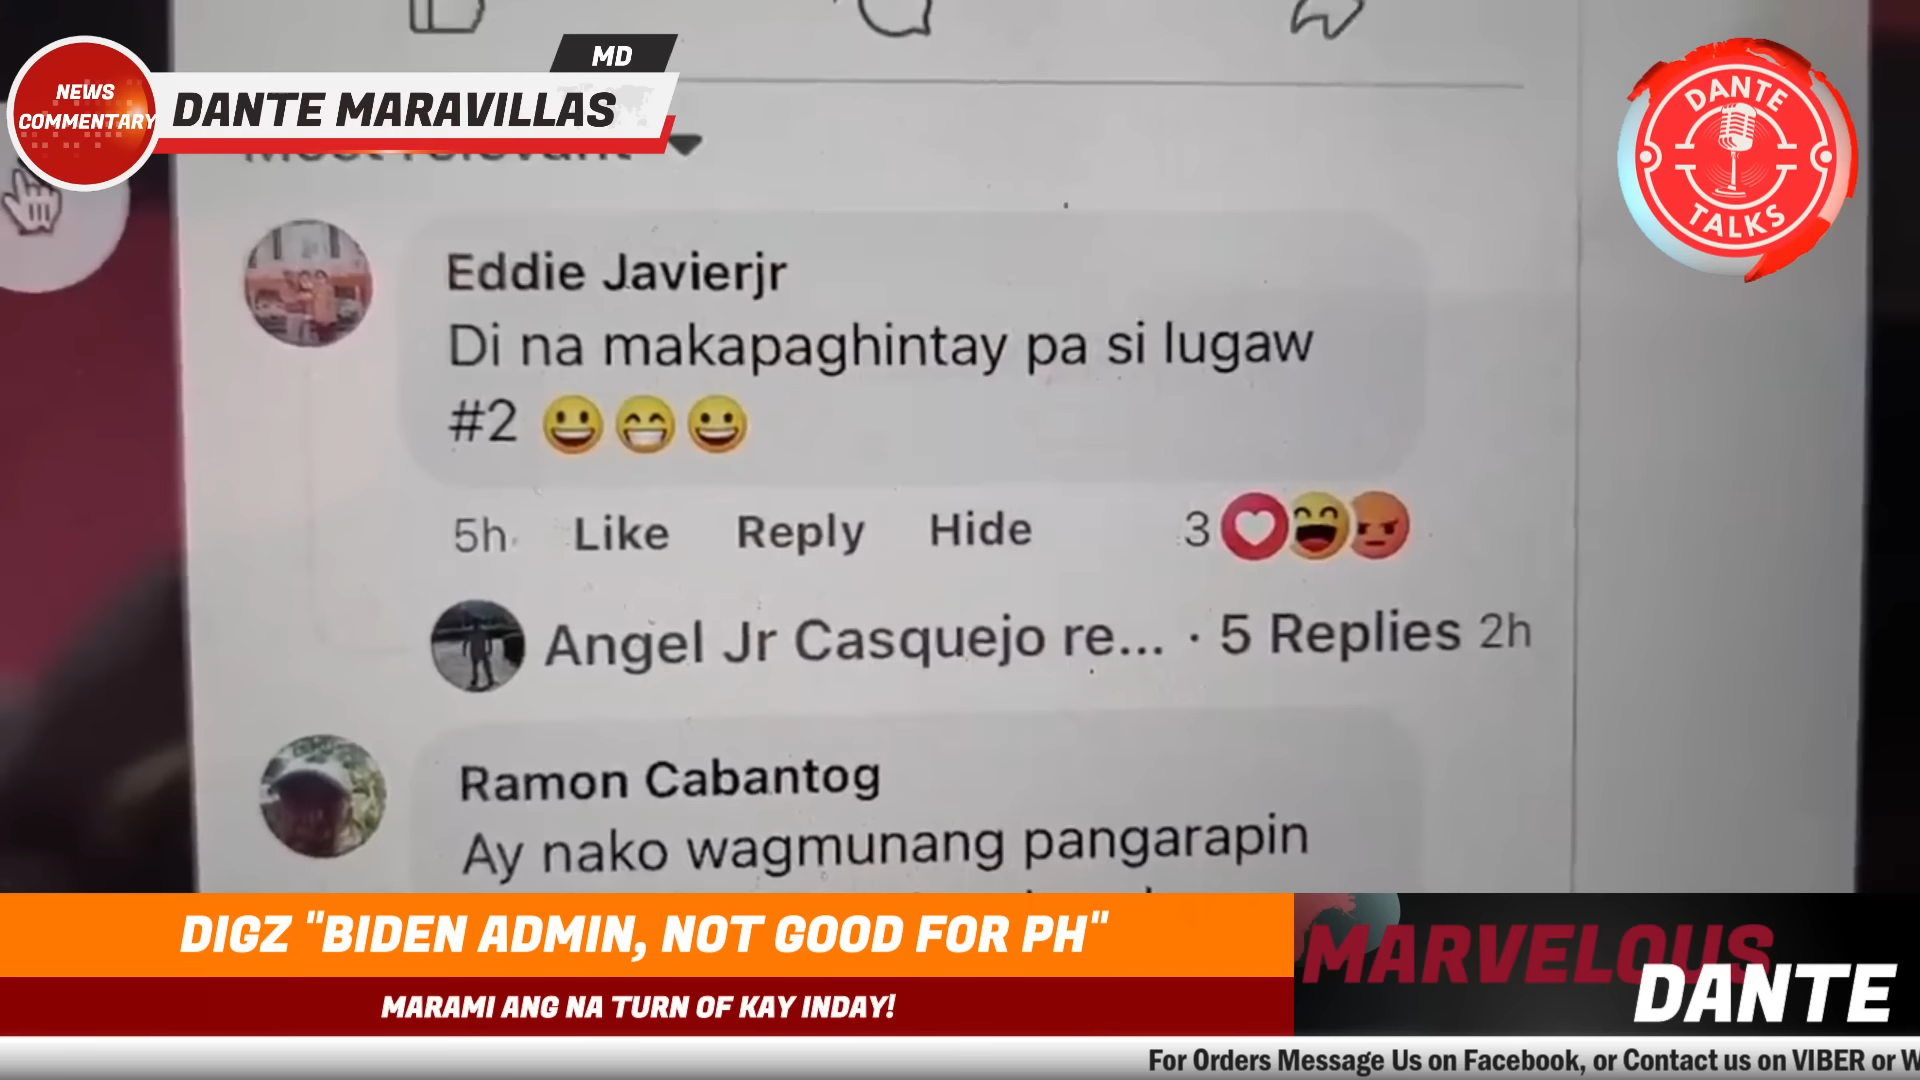 MD
NEWS
COMMENTARY
DANTE MARAVILLAS
DANTE
TALKS
Most relevant
Eddie Javierjr
Di na makapaghintay pa si lugaw
#2 😀😁😀
5h Like Reply Hide 3
Angel Jr Casquejo re... · 5 Replies 2h
Ramon Cabantog
Ay nako wagmunang pangarapin
DIGZ "BIDEN ADMIN, NOT GOOD FOR PH"
MARAMI ANG NA TURN OF KAY INDAY!
MARVELOUS
DANTE
For Orders Message Us on Facebook, or Contact us on VIBER or W